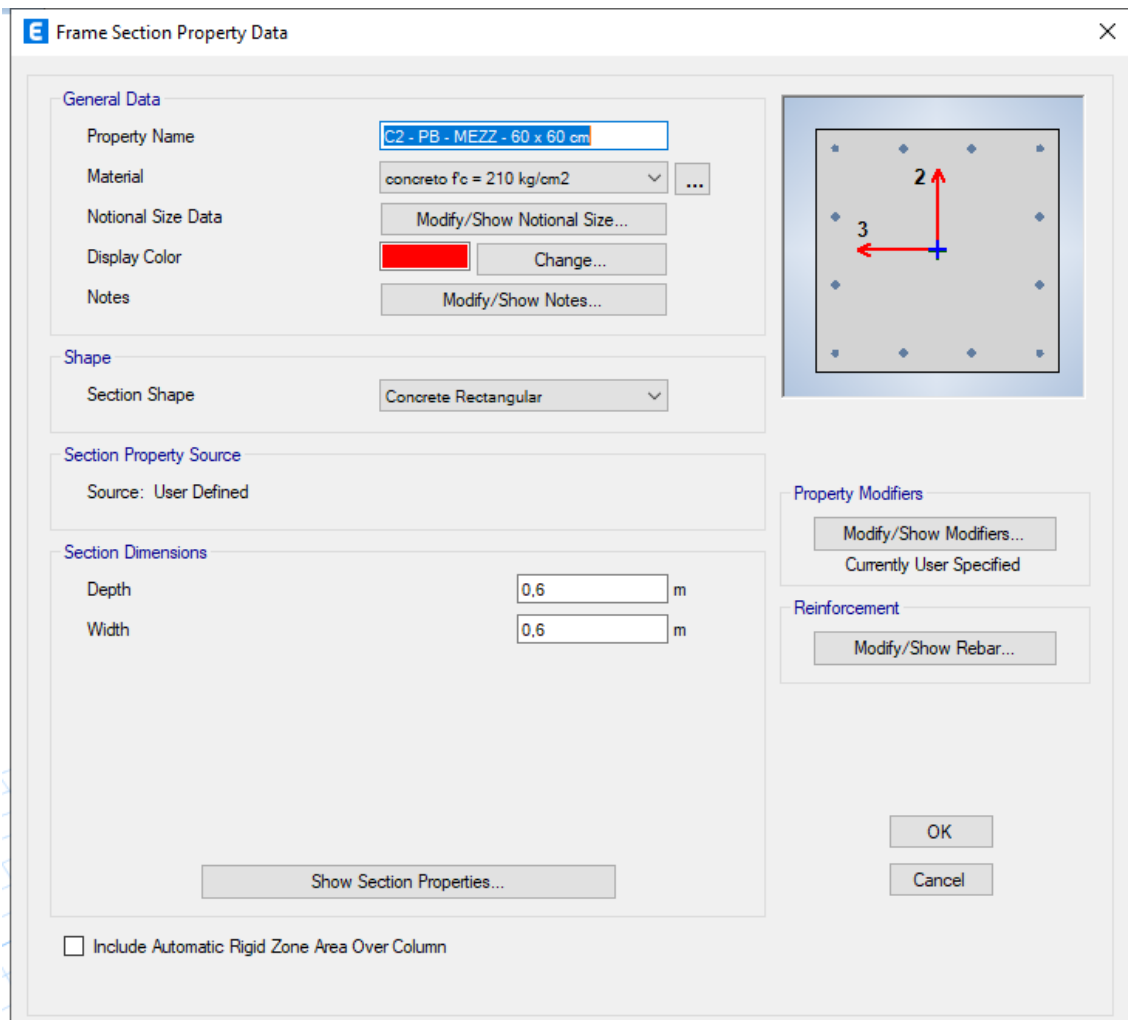 E Frame Section Property Data
General Data
Property Name C2 - PB - MEZZ - 60 x 60 cm
Material concreto f'c = 210 kg/cm2 ...
Notional Size Data Modify/Show Notional Size...
Display Color Change...
Notes Modify/Show Notes...
2
3
Shape
Section Shape Concrete Rectangular
Section Property Source
Source: User Defined
Property Modifiers
Modify/Show Modifiers...
Currently User Specified
Section Dimensions
Depth 0,6 m
Width 0,6 m
Reinforcement
Modify/Show Rebar...
Show Section Properties...
OK
Cancel
Include Automatic Rigid Zone Area Over Column